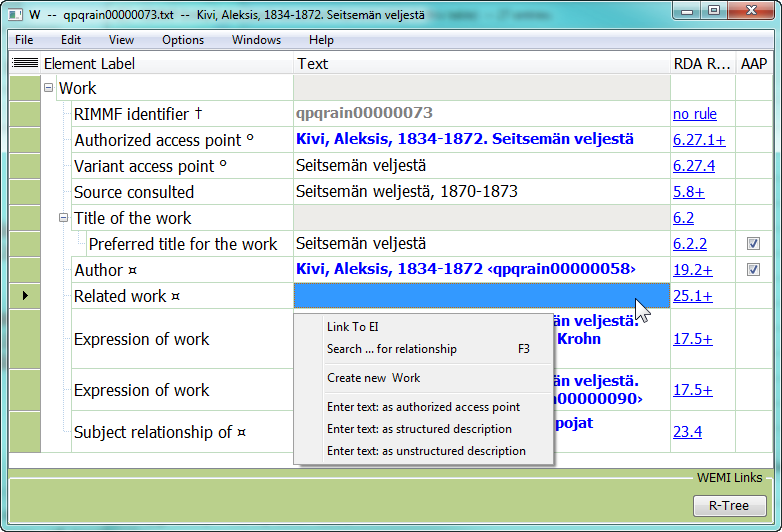 W -- qpqrain00000073.txt -- Kivi, Aleksis, 1834-1872. Seitsemän veljestä
File Edit View Options Windows Help
Element Label Text RDA R... AAP
Work
RIMMF identifier † qpqrain00000073 no rule
Authorized access point ° Kivi, Aleksis, 1834-1872. Seitsemän veljestä 6.27.1+
Variant access point ° Seitsemän veljestä 6.27.4
Source consulted Seitsemän weljestä, 1870-1873 5.8+
Title of the work 6.2
Preferred title for the work Seitsemän veljestä 6.2.2
Author ¤ Kivi, Aleksis, 1834-1872 ‹qpqrain00000058› 19.2+
Related work ¤ 25.1+
än veljestä.
Expression of work Krohn 17.5+
än veljestä.
Expression of work n00000090› 17.5+
pojat
Subject relationship of ¤ 23.4
Link To EI
Search ... for relationship F3
Create new Work
Enter text: as authorized access point
Enter text: as structured description
Enter text: as unstructured description
WEMI Links
R-Tree